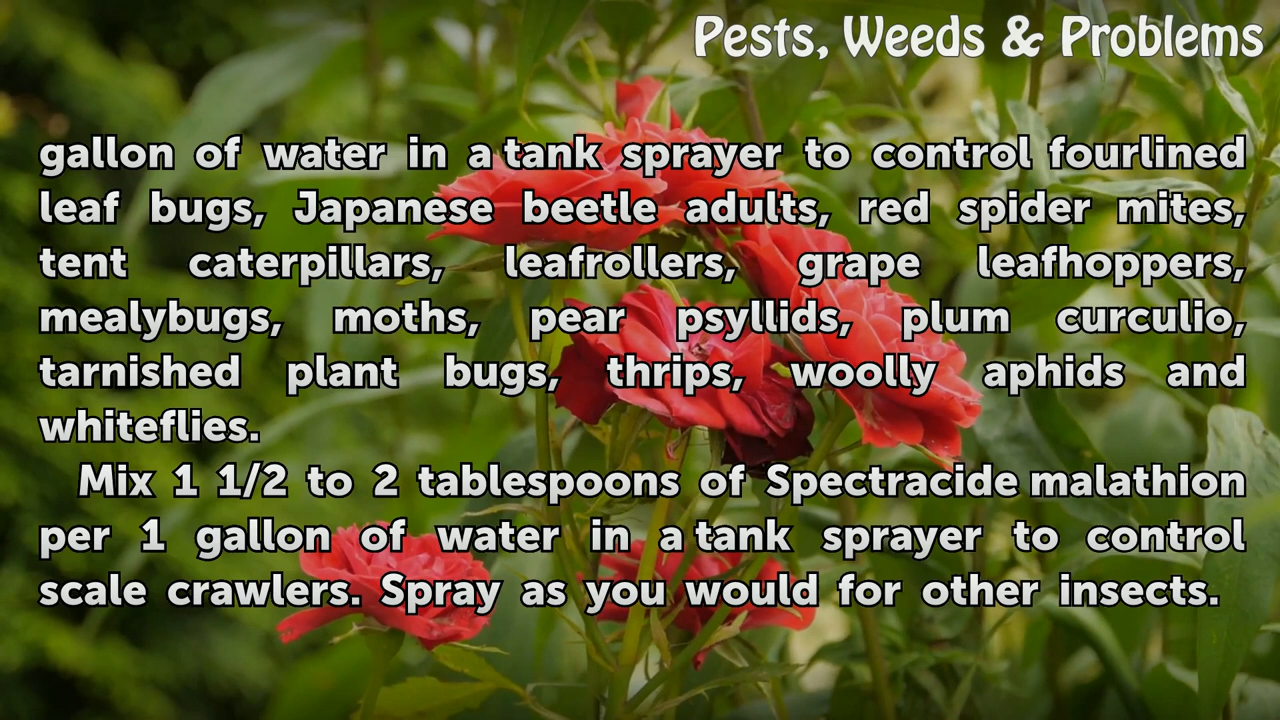 Pests, Weeds & Problems
gallon of water in a tank sprayer to control fourlined
leaf bugs, Japanese beetle adults, red spider mites,
tent caterpillars, leafrollers, grape leafhoppers,
mealybugs, moths, pear psyllids, plum curculio,
tarnished plant bugs, thrips, woolly aphids and
whiteflies.
Mix 1 1/2 to 2 tablespoons of Spectracide malathion
per 1 gallon of water in a tank sprayer to control
scale crawlers. Spray as you would for other insects.